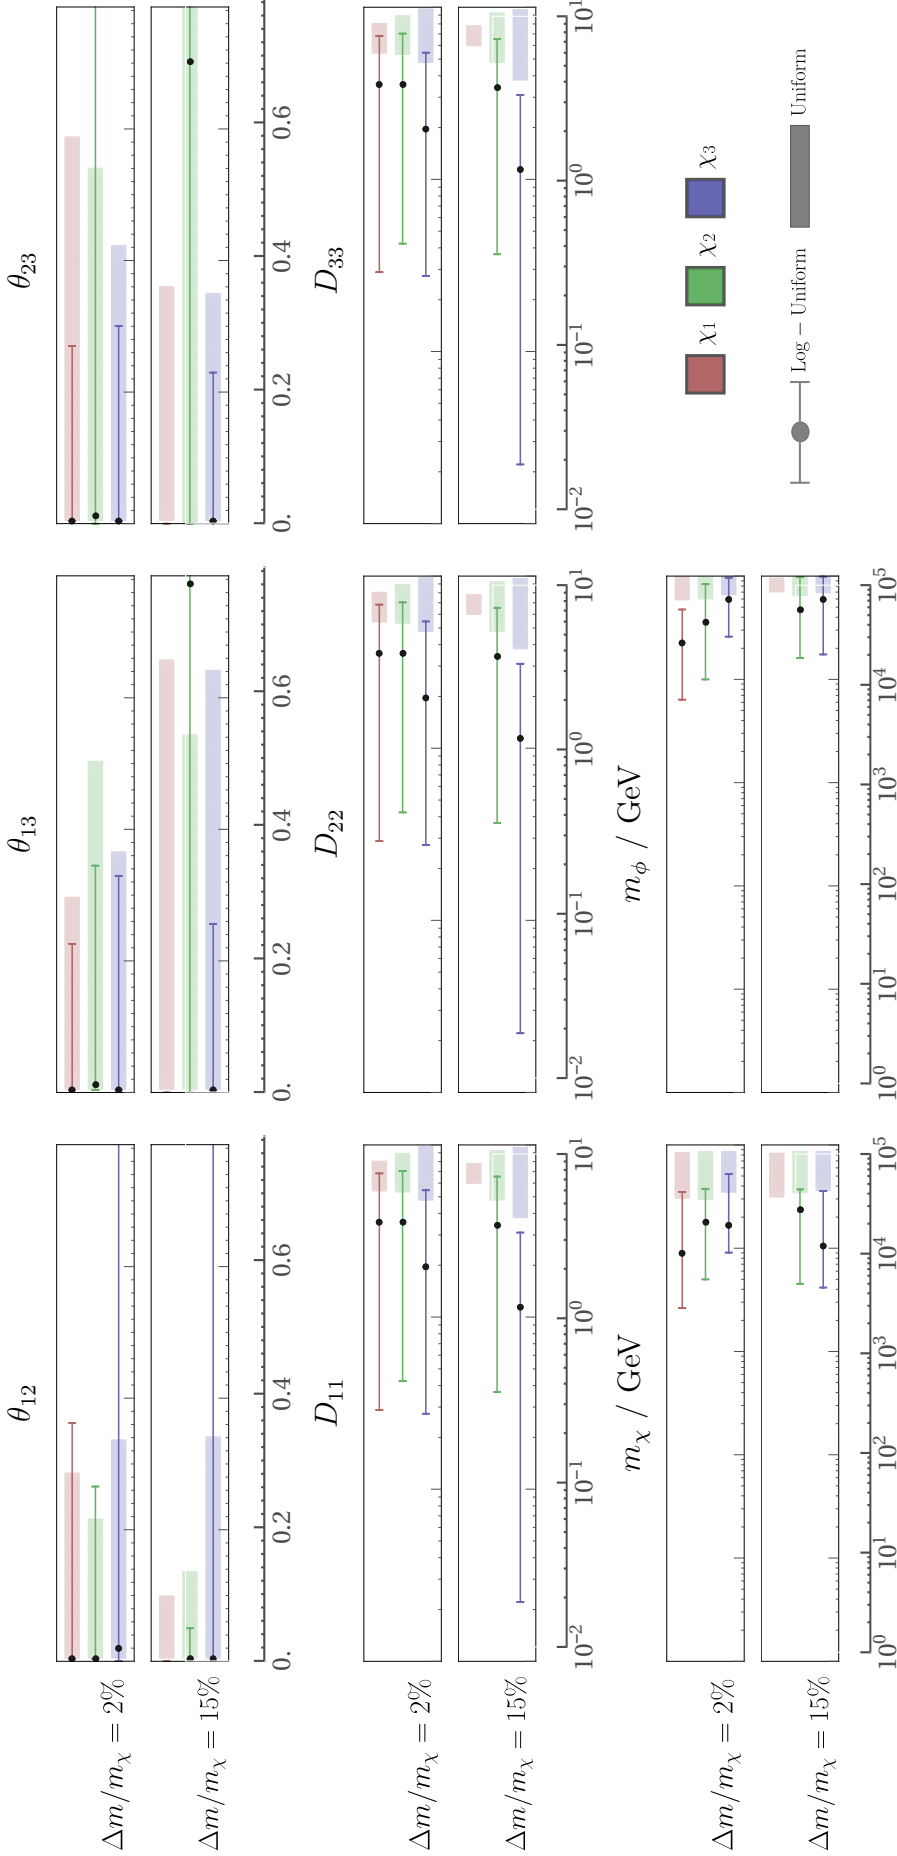 θ12 θ13 θ23
Δm/mχ = 2%
Δm/mχ = 15%
0. 0.2 0.4 0.6 0. 0.2 0.4 0.6 0. 0.2 0.4 0.6
D11 D22 D33
Δm/mχ = 2%
Δm/mχ = 15%
10⁻² 10⁻¹ 10⁰ 10¹ 10⁻² 10⁻¹ 10⁰ 10¹ 10⁻² 10⁻¹ 10⁰ 10¹
mχ / GeV mϕ / GeV
Δm/mχ = 2%
Δm/mχ = 15%
10⁰ 10¹ 10² 10³ 10⁴ 10⁵ 10⁰ 10¹ 10² 10³ 10⁴ 10⁵
χ1 χ2 χ3
Log − Uniform Uniform